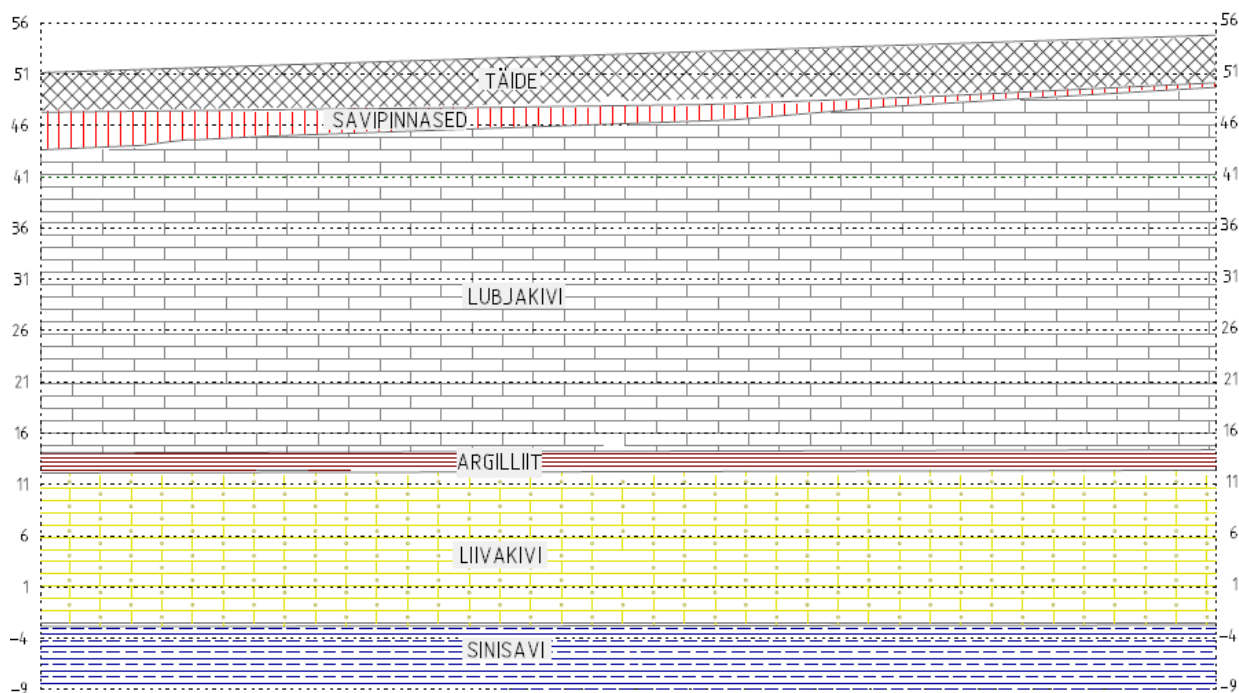 56 56
51 TÄIDE 51
46 SAVIPINNASED 46
41 41
36 36
31 31
LUBJAKIVI
26 26
21 21
16 16
ARGILLIIT
11 11
6 6
LIIVAKIVI
1 1
-4 -4
SINISAVI
-9 -9